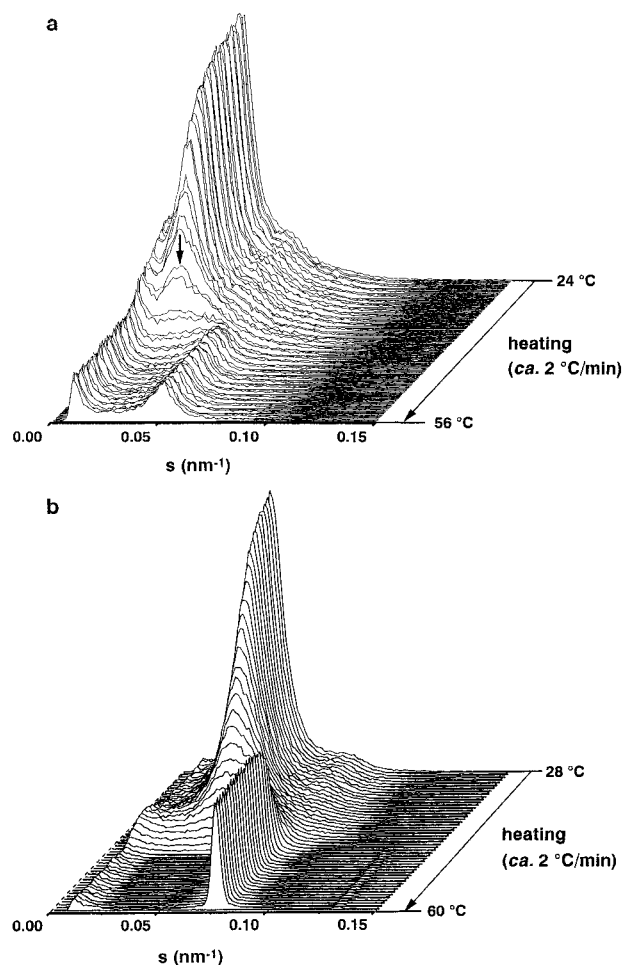 a
24 °C
heating
(ca. 2 °C/min)
56 °C
0.00 0.05 0.10 0.15
s (nm-1)
b
28 °C
heating
(ca. 2 °C/min)
60 °C
0.00 0.05 0.10 0.15
s (nm-1)